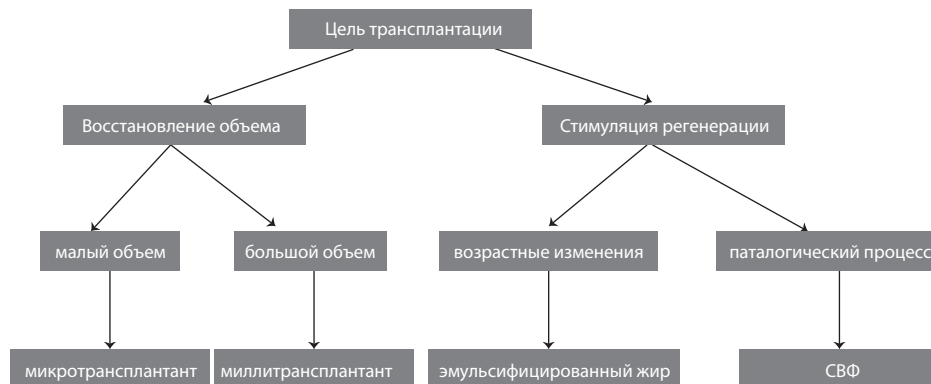 Цель трансплантации
Восстановление объема
Стимуляция регенерации
малый объем
большой объем
возрастные изменения
паталогический процесс
микротрансплантант
миллитрансплантант
эмульсифицированный жир
СВФ